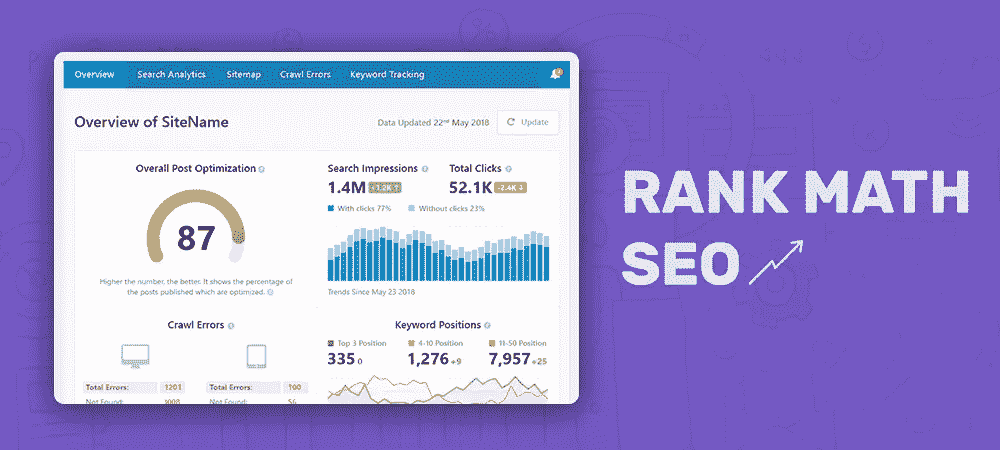 Overview Search Analytics Sitemap Crawl Errors Keyword Tracking
Overview of SiteName
Data Updated 22nd May 2018 Update
Overall Post Optimization
87
Higher the number, the better. It shows the percentage
of the posts published which are optimized.
Search Impressions Total Clicks
1.4M 52.1K -2.4K
With clicks 77% Without clicks 23%
Trends Since May 23 2018
Crawl Errors
Total Errors: 1201 Total Errors: 100
Not Found: Not Found: 56
Keyword Positions
Top 3 Position 4-10 Position 11-50 Position
335 0 1,276 +9 7,957 +25
RANK MATH
SEO